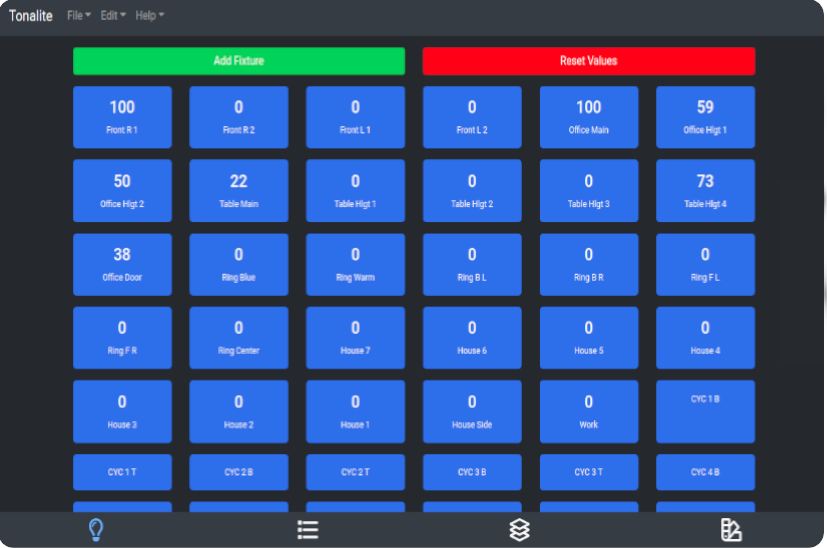 Tonalite File Edit Help
Add Fixture Reset Values
100 0 0 0 100 59
Front R 1 Front R 2 Front L 1 Front L 2 Office Main Office Hlgt 1
50 22 0 0 0 73
Office Hlgt 2 Table Main Table Hlgt 1 Table Hlgt 2 Table Hlgt 3 Table Hlgt 4
38 0 0 0 0 0
Office Door Ring Blue Ring Warm Ring B L Ring B R Ring F L
0 0 0 0 0 0
Ring F R Ring Center House 7 House 6 House 5 House 4
0 0 0 0 0 CYC 1 B
House 3 House 2 House 1 House Side Work
CYC 1 T CYC 2 B CYC 2 T CYC 3 B CYC 3 T CYC 4 B